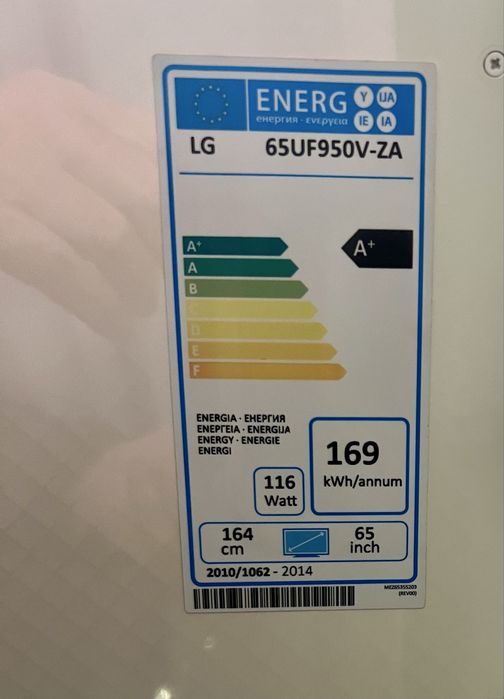 ENERG Y IJA
енергия · ενεργεια IE IA
LG 65UF950V-ZA
A+
A+
A
B
C
D
E
F
ENERGIA · ЕНЕРГИЯ
ΕΝΕΡΓΕΙΑ · ENERGIJA
ENERGY · ENERGIE
ENERGI
169
kWh/annum
116
Watt
164
cm
65
inch
2010/1062 - 2014
(REV00)